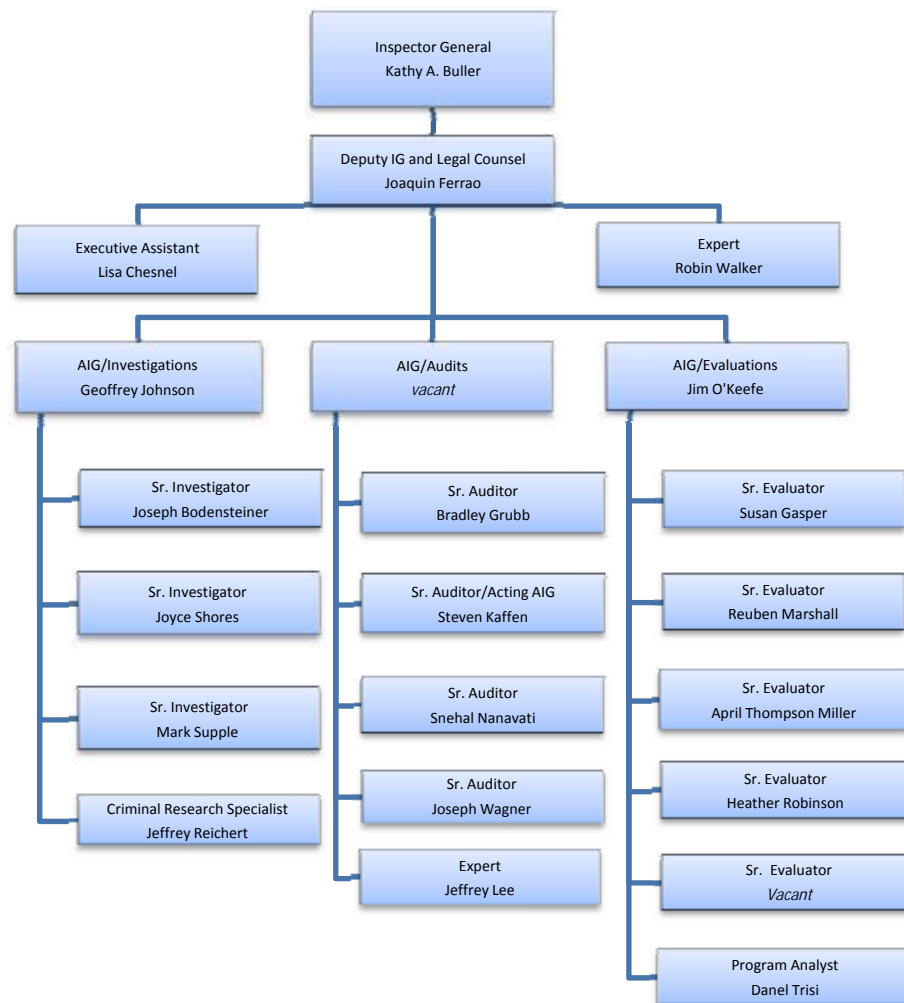 Inspector General
Kathy A. Buller
Deputy IG and Legal Counsel
Joaquin Ferrao
Executive Assistant
Lisa Chesnel
Expert
Robin Walker
AIG/Investigations
Geoffrey Johnson
AIG/Audits
vacant
AIG/Evaluations
Jim O'Keefe
Sr. Investigator
Joseph Bodensteiner
Sr. Investigator
Joyce Shores
Sr. Investigator
Mark Supple
Criminal Research Specialist
Jeffrey Reichert
Sr. Auditor
Bradley Grubb
Sr. Auditor/Acting AIG
Steven Kaffen
Sr. Auditor
Snehal Nanavati
Sr. Auditor
Joseph Wagner
Expert
Jeffrey Lee
Sr. Evaluator
Susan Gasper
Sr. Evaluator
Reuben Marshall
Sr. Evaluator
April Thompson Miller
Sr. Evaluator
Heather Robinson
Sr. Evaluator
Vacant
Program Analyst
Danel Trisi